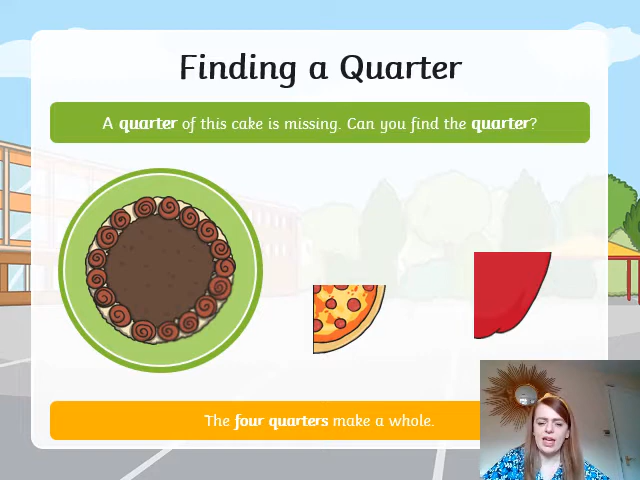 Finding a Quarter
A quarter of this cake is missing. Can you find the quarter?
The four quarters make a whole.